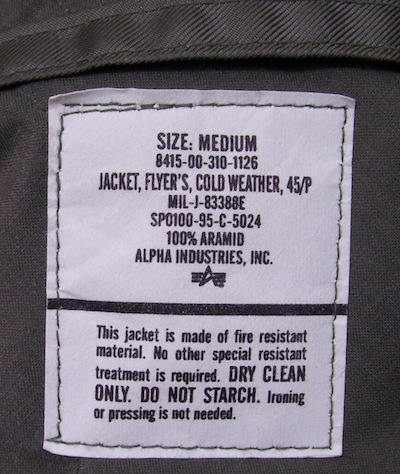 SIZE: MEDIUM
8415-00-310-1126
JACKET, FLYER'S, COLD WEATHER, 45/P
MIL-J-83388E
SPO100-95-C-5024
100% ARAMID
ALPHA INDUSTRIES, INC.
This jacket is made of fire resistant
material. No other special resistant
treatment is required. DRY CLEAN
ONLY. DO NOT STARCH. Ironing
or pressing is not needed.